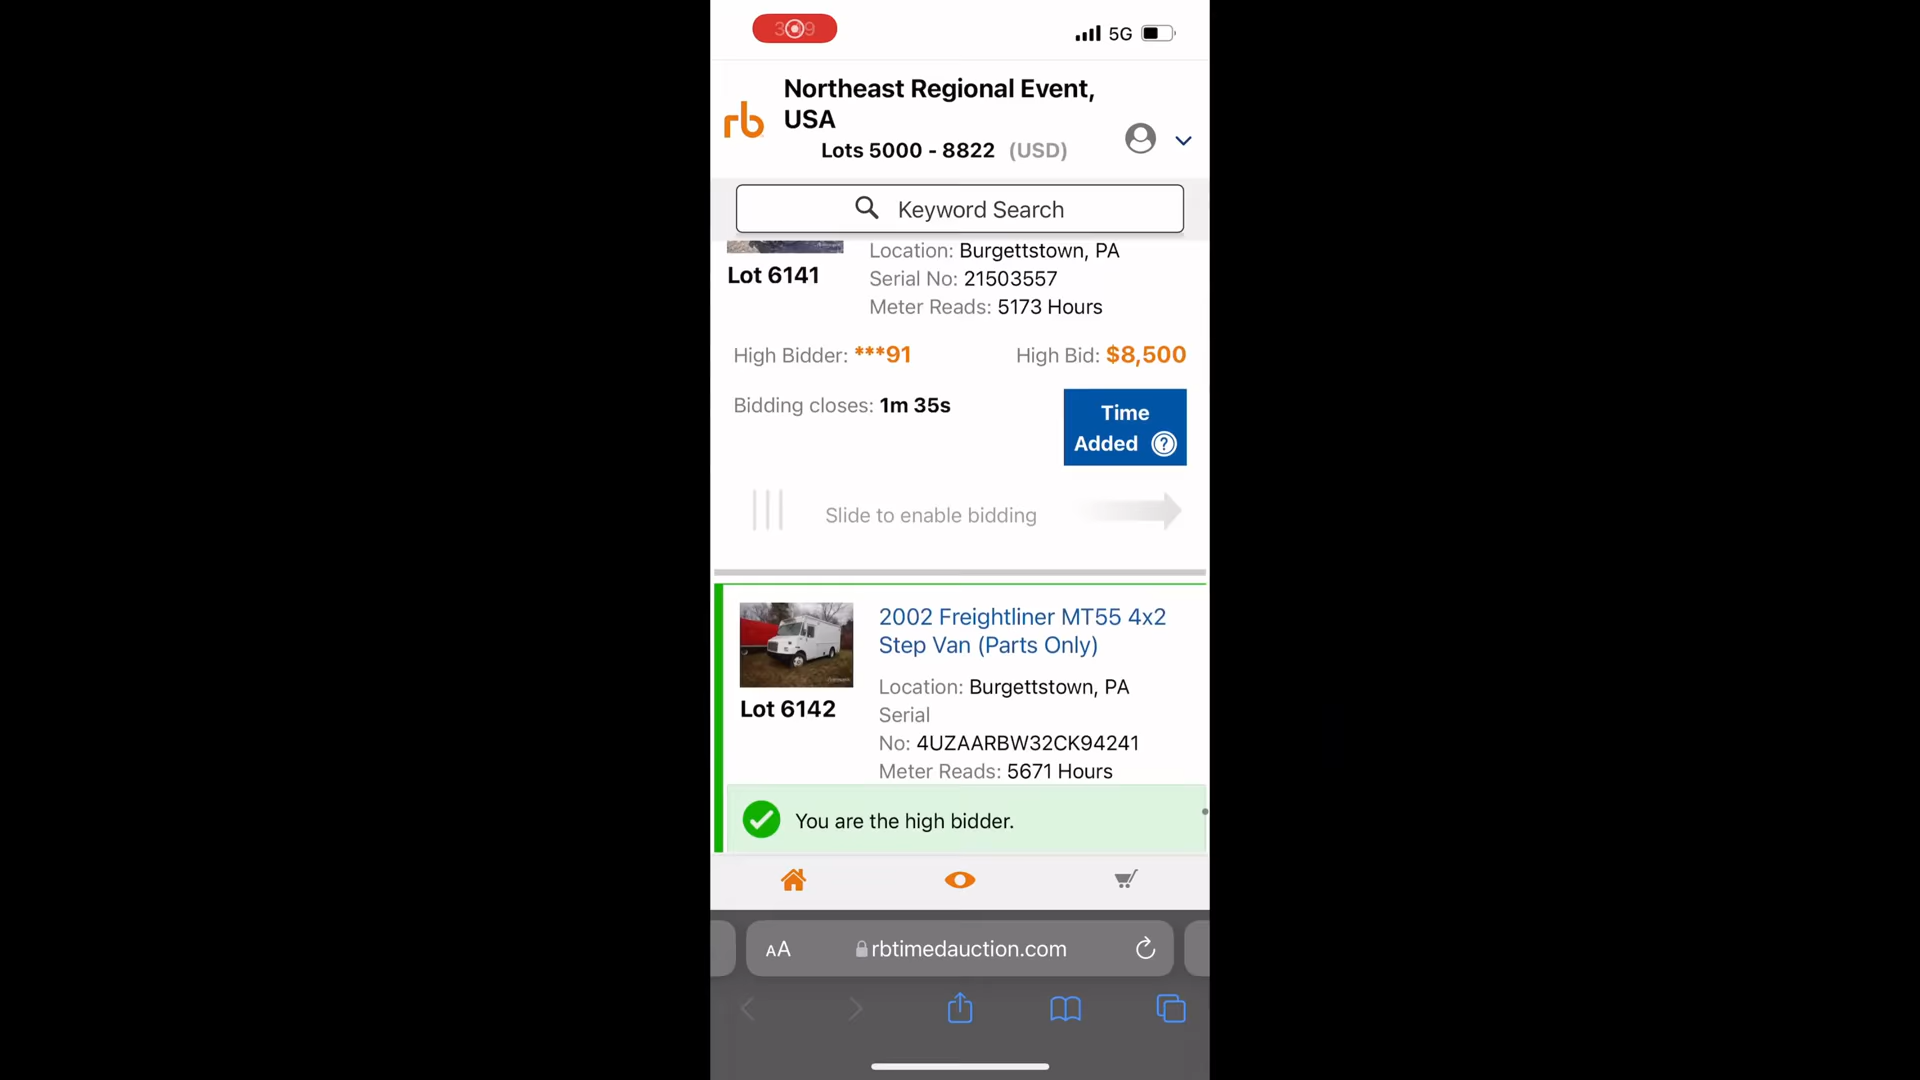 5G
Northeast Regional Event,
USA
rb
Lots 5000 - 8822 (USD)
Keyword Search
Location: Burgettstown, PA
Lot 6141
Serial No: 21503557
Meter Reads: 5173 Hours
High Bidder: ***91
High Bid: $8,500
Bidding closes: 1m 35s
Time
Added ?
Slide to enable bidding
2002 Freightliner MT55 4x2
Step Van (Parts Only)
Location: Burgettstown, PA
Lot 6142
Serial
No: 4UZAARBW32CK94241
Meter Reads: 5671 Hours
You are the high bidder.
AA
rbtimedauction.com